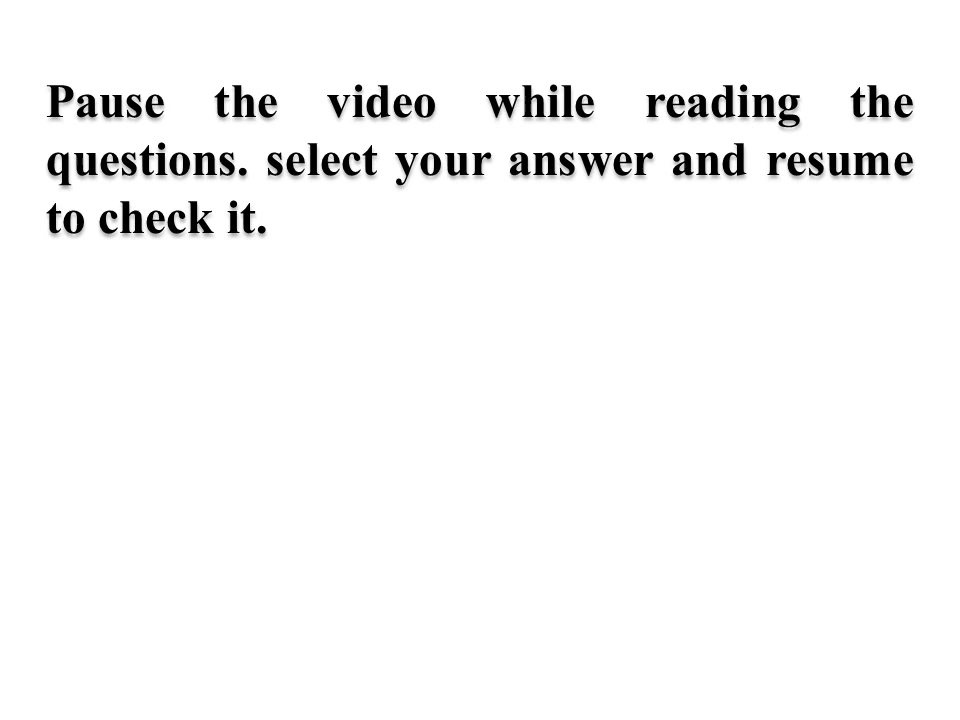 Pause the video while reading the
questions. select your answer and resume
to check it.